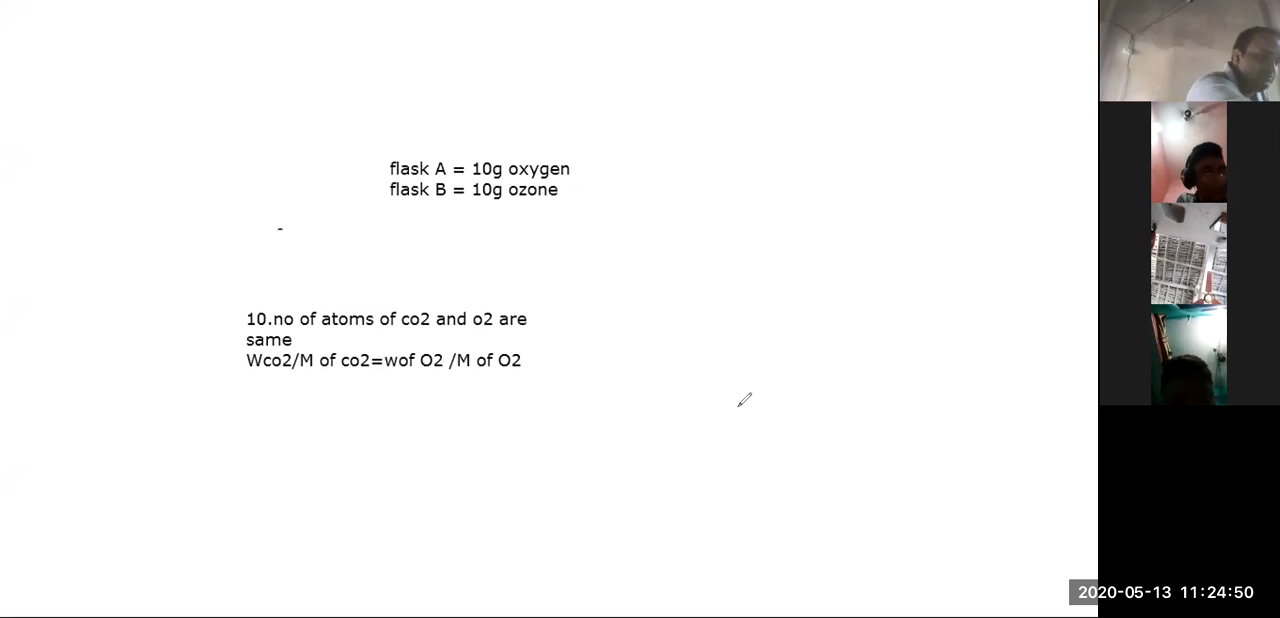 flask A = 10g oxygen
flask B = 10g ozone
-
10.no of atoms of co2 and o2 are
same
Wco2/M of co2=wof O2 /M of O2
2020-05-13 11:24:50